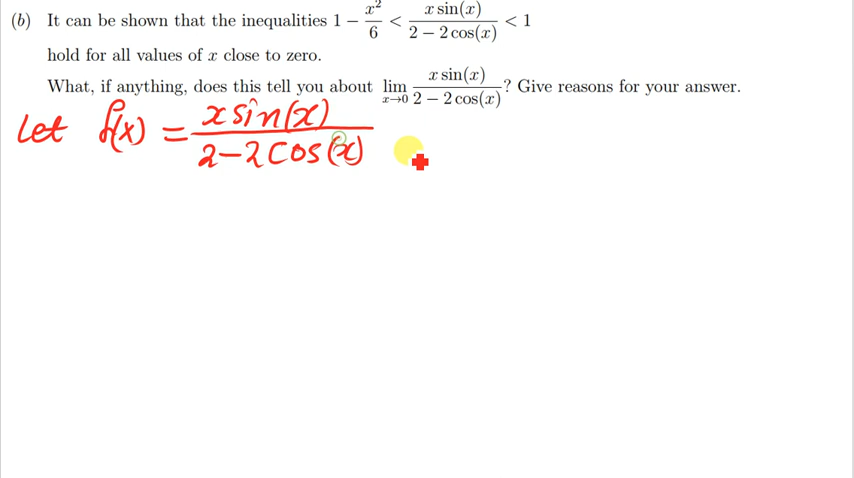 (b) It can be shown that the inequalities 1 − x²/6 < x sin(x)/(2 − 2 cos(x)) < 1
hold for all values of x close to zero.
What, if anything, does this tell you about lim x→0 x sin(x)/(2 − 2 cos(x))? Give reasons for your answer.
Let f(x) = x sin(x)/(2 − 2 cos(x))